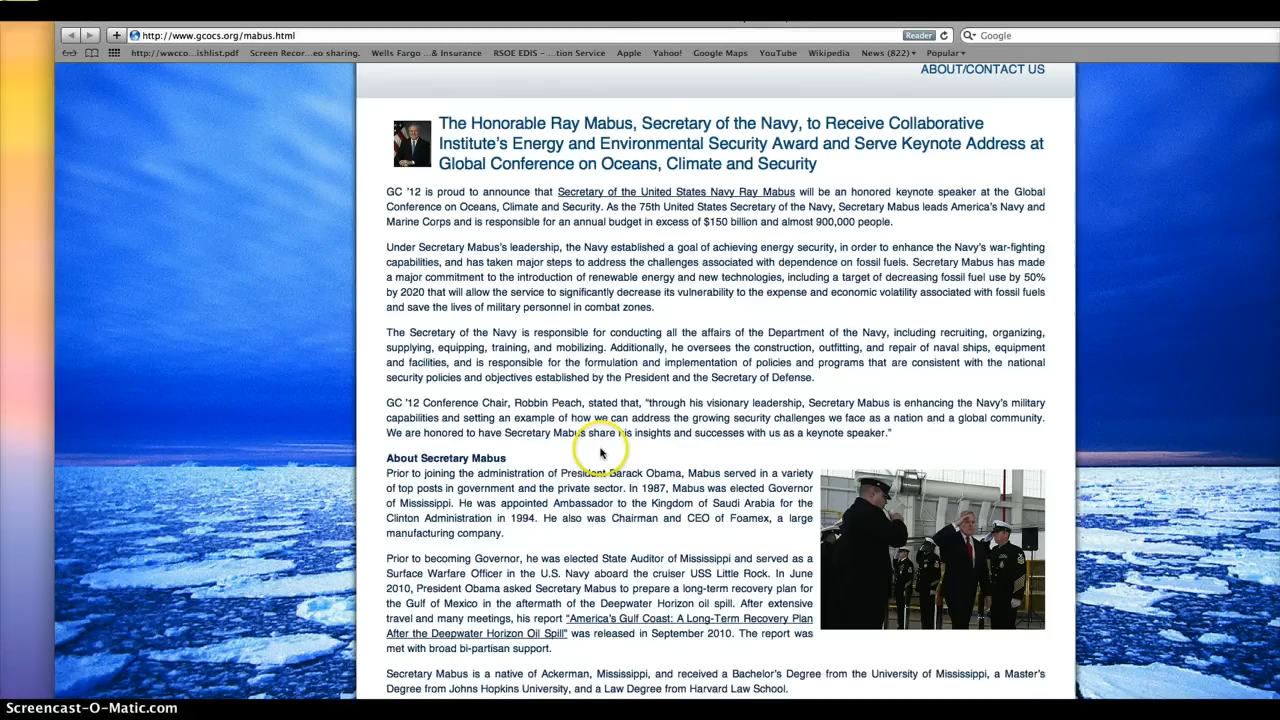 http://www.gcocs.org/mabus.html
Reader
Google
http://wwcco...ishlist.pdf Screen Recor...eo sharing. Wells Fargo ...& Insurance RSOE EDIS - ...tion Service Apple Yahoo! Google Maps YouTube Wikipedia News (822) Popular
ABOUT/CONTACT US
The Honorable Ray Mabus, Secretary of the Navy, to Receive Collaborative
Institute's Energy and Environmental Security Award and Serve Keynote Address at
Global Conference on Oceans, Climate and Security
GC '12 is proud to announce that Secretary of the United States Navy Ray Mabus will be an honored keynote speaker at the Global
Conference on Oceans, Climate and Security. As the 75th United States Secretary of the Navy, Secretary Mabus leads America's Navy and
Marine Corps and is responsible for an annual budget in excess of $150 billion and almost 900,000 people.
Under Secretary Mabus's leadership, the Navy established a goal of achieving energy security, in order to enhance the Navy's war-fighting
capabilities, and has taken major steps to address the challenges associated with dependence on fossil fuels. Secretary Mabus has made
a major commitment to the introduction of renewable energy and new technologies, including a target of decreasing fossil fuel use by 50%
by 2020 that will allow the service to significantly decrease its vulnerability to the expense and economic volatility associated with fossil fuels
and save the lives of military personnel in combat zones.
The Secretary of the Navy is responsible for conducting all the affairs of the Department of the Navy, including recruiting, organizing,
supplying, equipping, training, and mobilizing. Additionally, he oversees the construction, outfitting, and repair of naval ships, equipment
and facilities, and is responsible for the formulation and implementation of policies and programs that are consistent with the national
security policies and objectives established by the President and the Secretary of Defense.
GC '12 Conference Chair, Robbin Peach, stated that, "through his visionary leadership, Secretary Mabus is enhancing the Navy's military
capabilities and setting an example of how we can address the growing security challenges we face as a nation and a global community.
We are honored to have Secretary Mabus share his insights and successes with us as a keynote speaker."
About Secretary Mabus
Prior to joining the administration of President Barack Obama, Mabus served in a variety
of top posts in government and the private sector. In 1987, Mabus was elected Governor
of Mississippi. He was appointed Ambassador to the Kingdom of Saudi Arabia for the
Clinton Administration in 1994. He also was Chairman and CEO of Foamex, a large
manufacturing company.
Prior to becoming Governor, he was elected State Auditor of Mississippi and served as a
Surface Warfare Officer in the U.S. Navy aboard the cruiser USS Little Rock. In June
2010, President Obama asked Secretary Mabus to prepare a long-term recovery plan for
the Gulf of Mexico in the aftermath of the Deepwater Horizon oil spill. After extensive
travel and many meetings, his report "America's Gulf Coast: A Long-Term Recovery Plan
After the Deepwater Horizon Oil Spill" was released in September 2010. The report was
met with broad bi-partisan support.
Secretary Mabus is a native of Ackerman, Mississippi, and received a Bachelor's Degree from the University of Mississippi, a Master's
Degree from Johns Hopkins University, and a Law Degree from Harvard Law School.
Screencast-O-Matic.com